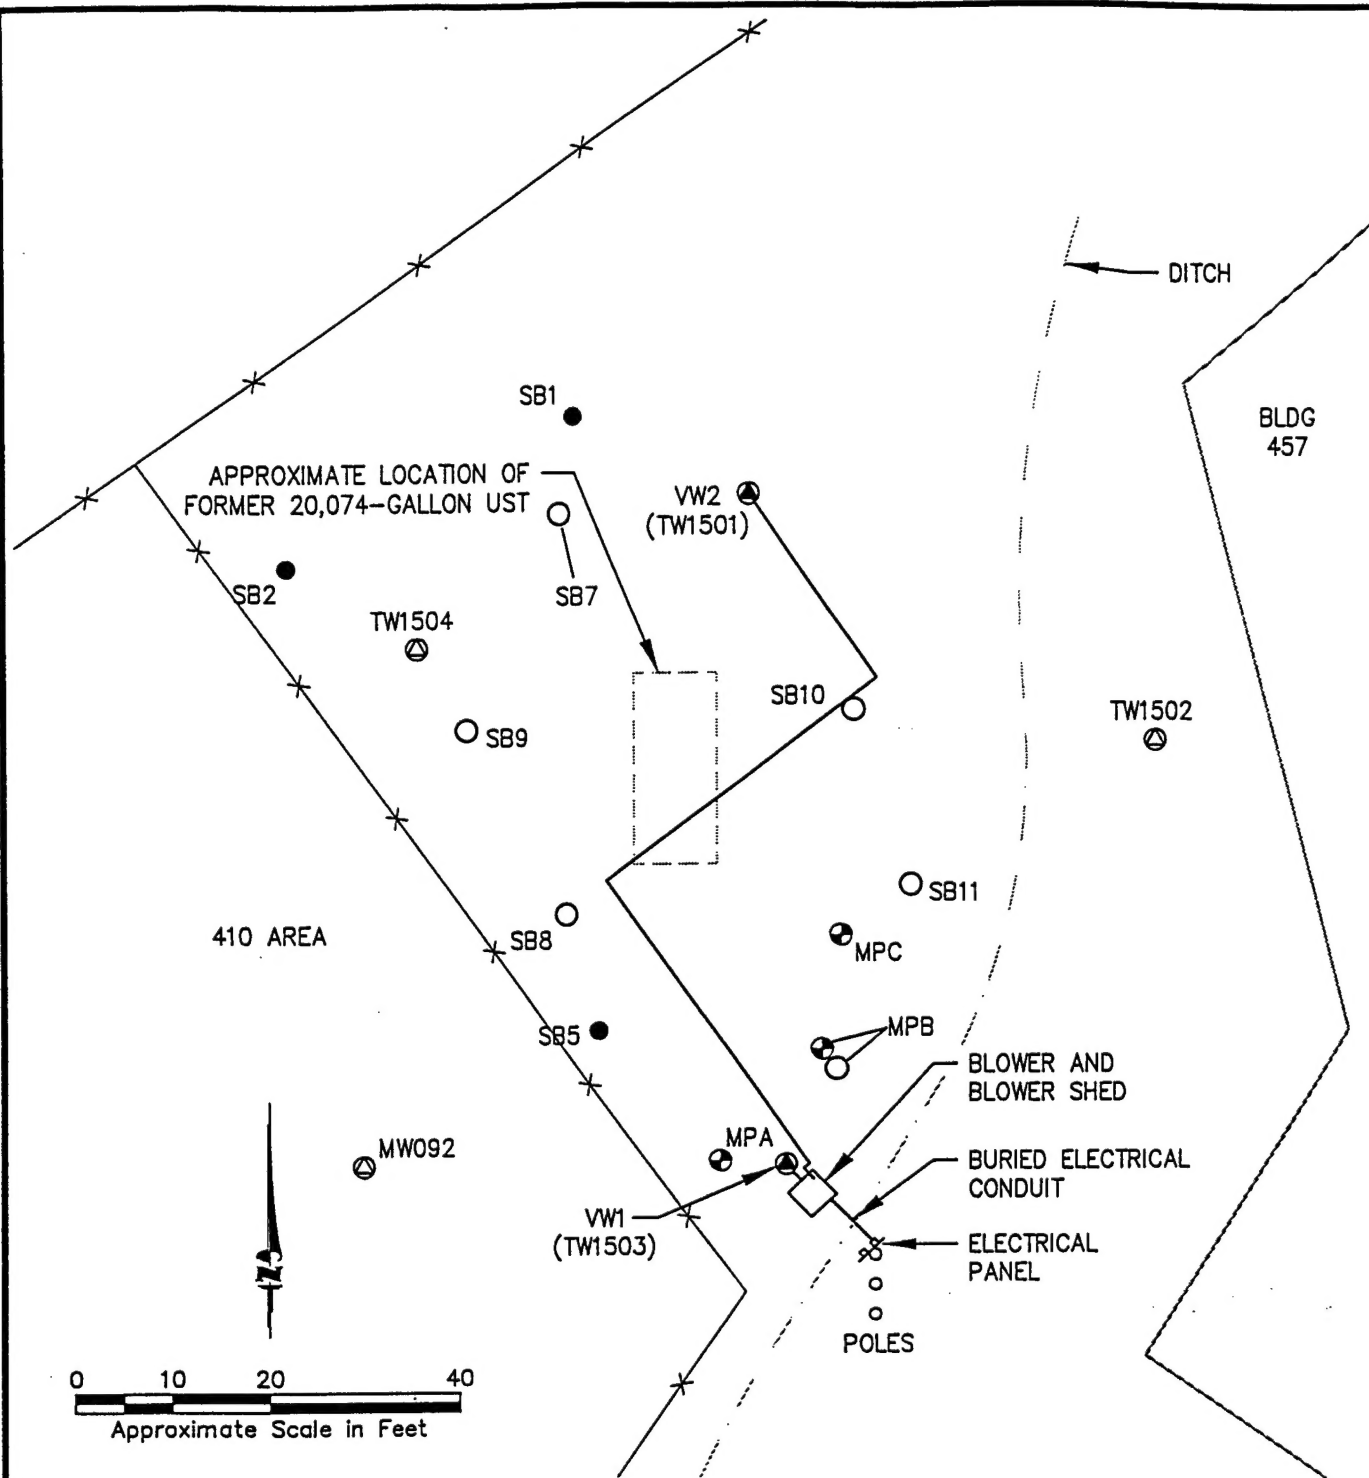 DITCH
BLDG
457
SB1
APPROXIMATE LOCATION OF
FORMER 20,074-GALLON UST
VW2
(TW1501)
SB2
SB7
TW1504
SB10
TW1502
SB9
SB11
SB8
410 AREA
MPC
SB5
MPB
BLOWER AND
BLOWER SHED
MPA
MW092
BURIED ELECTRICAL
CONDUIT
VW1
(TW1503)
ELECTRICAL
PANEL
N
POLES
0 10 20 40
Approximate Scale in Feet